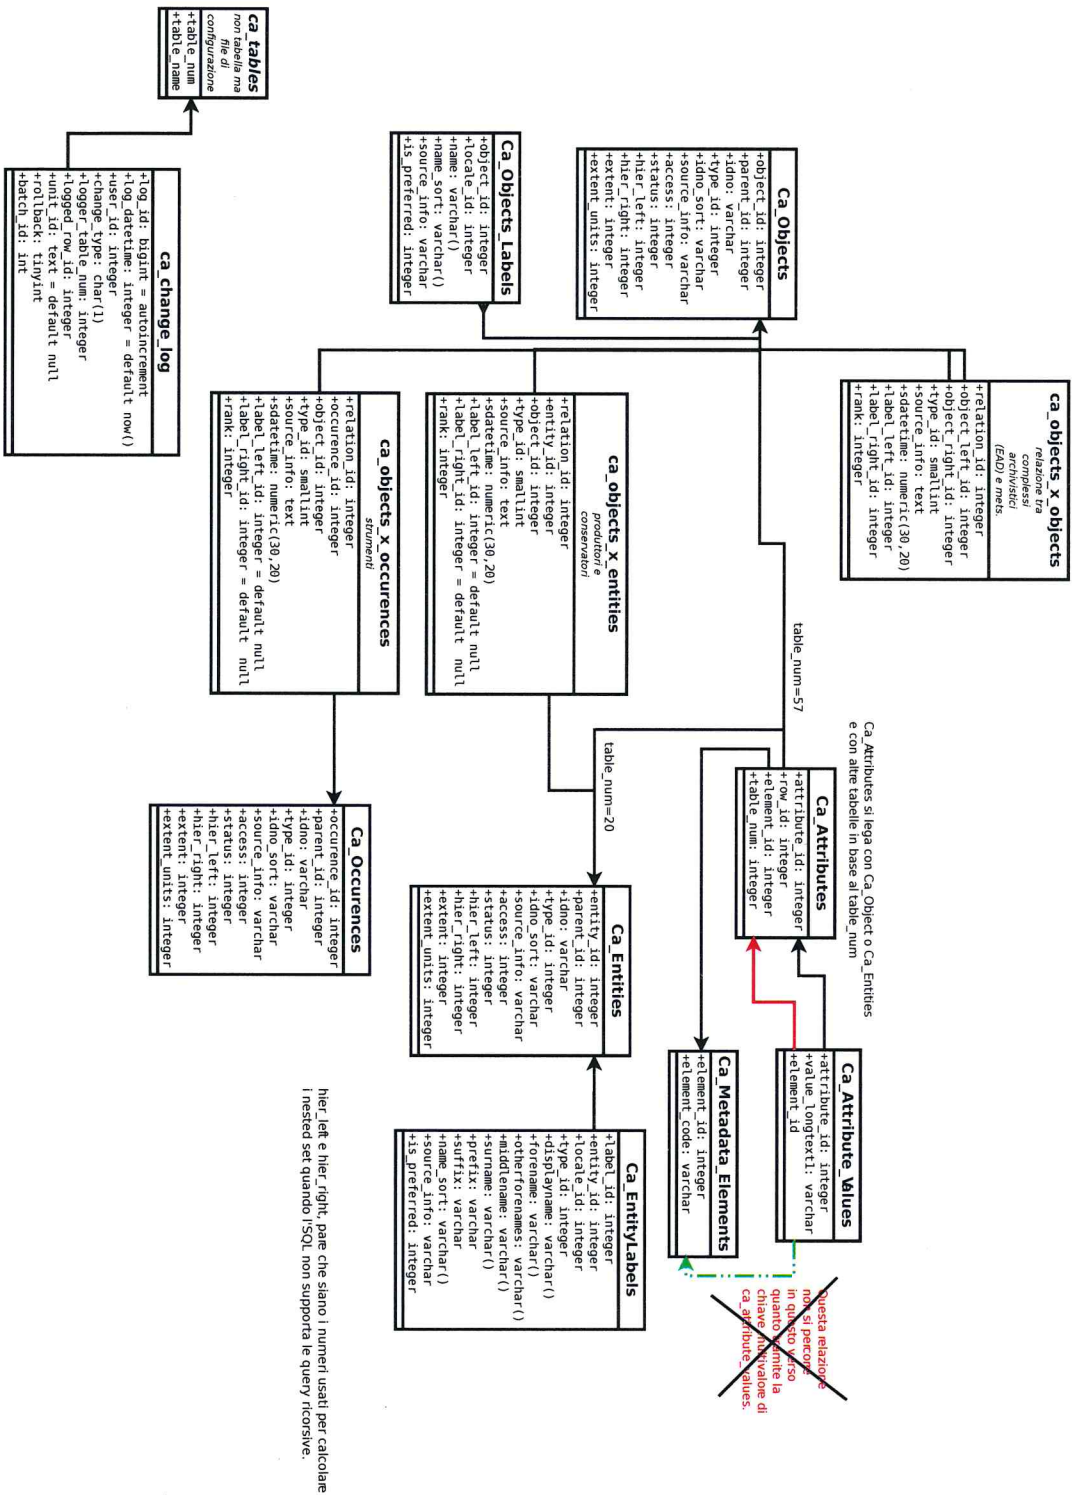 ca_tables
non tabella ma
file di
configurazione
+table_num
+table_name
ca_change_log
+log_id: bigint = autoincrement
+log_datetime: integer = default now()
+user_id: integer
+change_type: char(1)
+logger_table_num: integer
+logged_row_id: integer
+unit_id: text = default null
+rollback: tinyint
+batch_id: int
Ca_Objects
+object_id: integer
+parent_id: integer
+idno: varchar
+type_id: integer
+idno_sort: varchar
+source_info: varchar
+access: integer
+status: integer
+hier_left: integer
+hier_right: integer
+extent: integer
+extent_units: integer
Ca_Objects_Labels
+object_id: integer
+locale_id: integer
+name: varchar()
+name_sort: varchar()
+source_info: varchar
+is_preferred: integer
ca_objects_x_objects
relazione tra
complessi
archivistici
(EAD) e mets.
+relation_id: integer
+object_left_id: integer
+object_right_id: integer
+type_id: smallint
+source_info: text
+sdatetime: numeric(30,20)
+label_left_id: integer
+label_right_id: integer
+rank: integer
ca_objects_x_entities
produttori e
conservatori
+relation_id: integer
+entity_id: integer
+object_id: integer
+type_id: smallint
+source_info: text
+sdatetime: numeric(30,20)
+label_left_id: integer = default null
+label_right_id: integer = default null
+rank: integer
ca_objects_x_occurences
strumenti
+relation_id: integer
+occurence_id: integer
+object_id: integer
+type_id: smallint
+source_info: text
+sdatetime: numeric(30,20)
+label_left_id: integer = default null
+label_right_id: integer = default null
+rank: integer
table_num=57
table_num=20
Ca_Attributes si lega con Ca_Object o Ca_Entities
e con altre tabelle in base al table_num
Ca_Attributes
+attribute_id: integer
+row_id: integer
+element_id: integer
+table_num: integer
Ca_Entities
+entity_id: integer
+parent_id: integer
+idno: varchar
+type_id: integer
+idno_sort: varchar
+source_info: varchar
+access: integer
+status: integer
+hier_left: integer
+hier_right: integer
+extent: integer
+extent_units: integer
Ca_Occurences
+occurence_id: integer
+parent_id: integer
+idno: varchar
+type_id: integer
+idno_sort: varchar
+source_info: varchar
+access: integer
+status: integer
+hier_left: integer
+hier_right: integer
+extent: integer
+extent_units: integer
Ca_Attribute_Values
+attribute_id: integer
+value_longtext1: varchar
+element_id
Ca_Metadata_Elements
+element_id: integer
+element_code: varchar
Ca_EntityLabels
+label_id: integer
+entity_id: integer
+locale_id: integer
+type_id: integer
+displayname: varchar()
+forename: varchar()
+otherforenames: varchar()
+middlename: varchar()
+surname: varchar()
+prefix: varchar
+suffix: varchar
+name_sort: varchar()
+source_info: varchar
+is_preferred: integer
Questa relazione
non si percorre
in questo verso
quanto tramite la
chiave multivalore di
ca_attribute_values.
hier_left e hier_right, pare che siano i numeri usati per calcolare
i nested set quando l'SQL non supporta le query ricorsive.